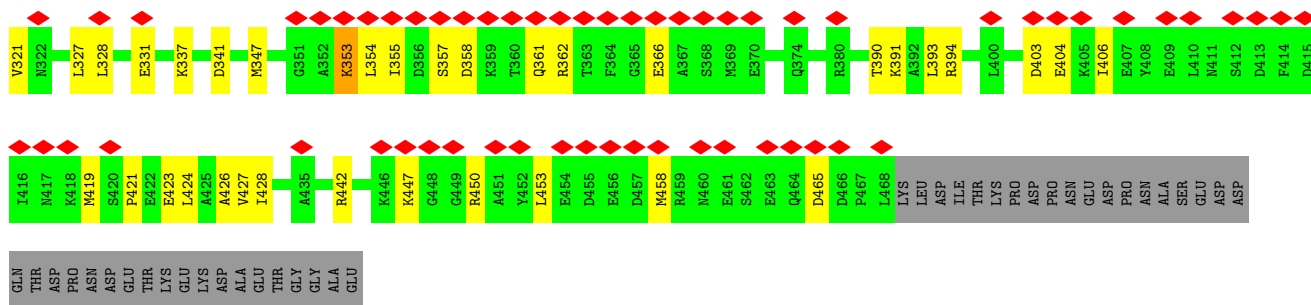 V321 N322 L327 L328 E331 K337 D341 M347 G351 A352 K353 L354 I355 D356 S357 D358 K359 T360 Q361 R362 T363 F364 G365 E366 A367 S368 M369 E370 Q374 R380 T390 K391 A392 L393 R394 L400 D403 E404 K405 I406 E407 Y408 E409 L410 N411 S412 D413 F414 D415
I416 N417 K418 M419 S420 P421 E422 E423 L424 A425 A426 V427 I428 A435 R442 K446 K447 G448 G449 R450 A451 Y452 L453 E454 D455 E456 D457 M458 R459 N460 E461 S462 E463 Q464 D465 D466 P467 L468 LYS LEU ASP ILE THR LYS PRO ASP PRO ASN GLU ASP PRO ASN ALA SER GLU ASP ASP
GLN THR ASP PRO ASN ASP GLU THR LYS GLU LYS ASP ALA GLU THR GLY GLY ALA GLU